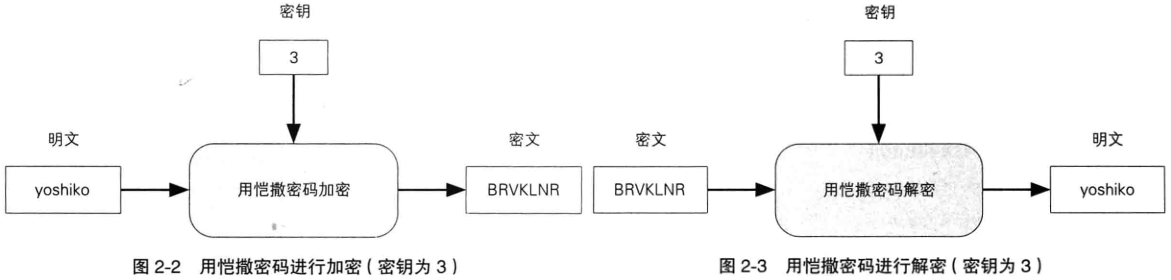 密钥
3
明文
yoshiko
用恺撒密码加密
密文
BRVKLNR
图 2-2 用恺撒密码进行加密（密钥为 3）
密钥
3
密文
BRVKLNR
用恺撒密码解密
明文
yoshiko
图 2-3 用恺撒密码进行解密（密钥为 3）